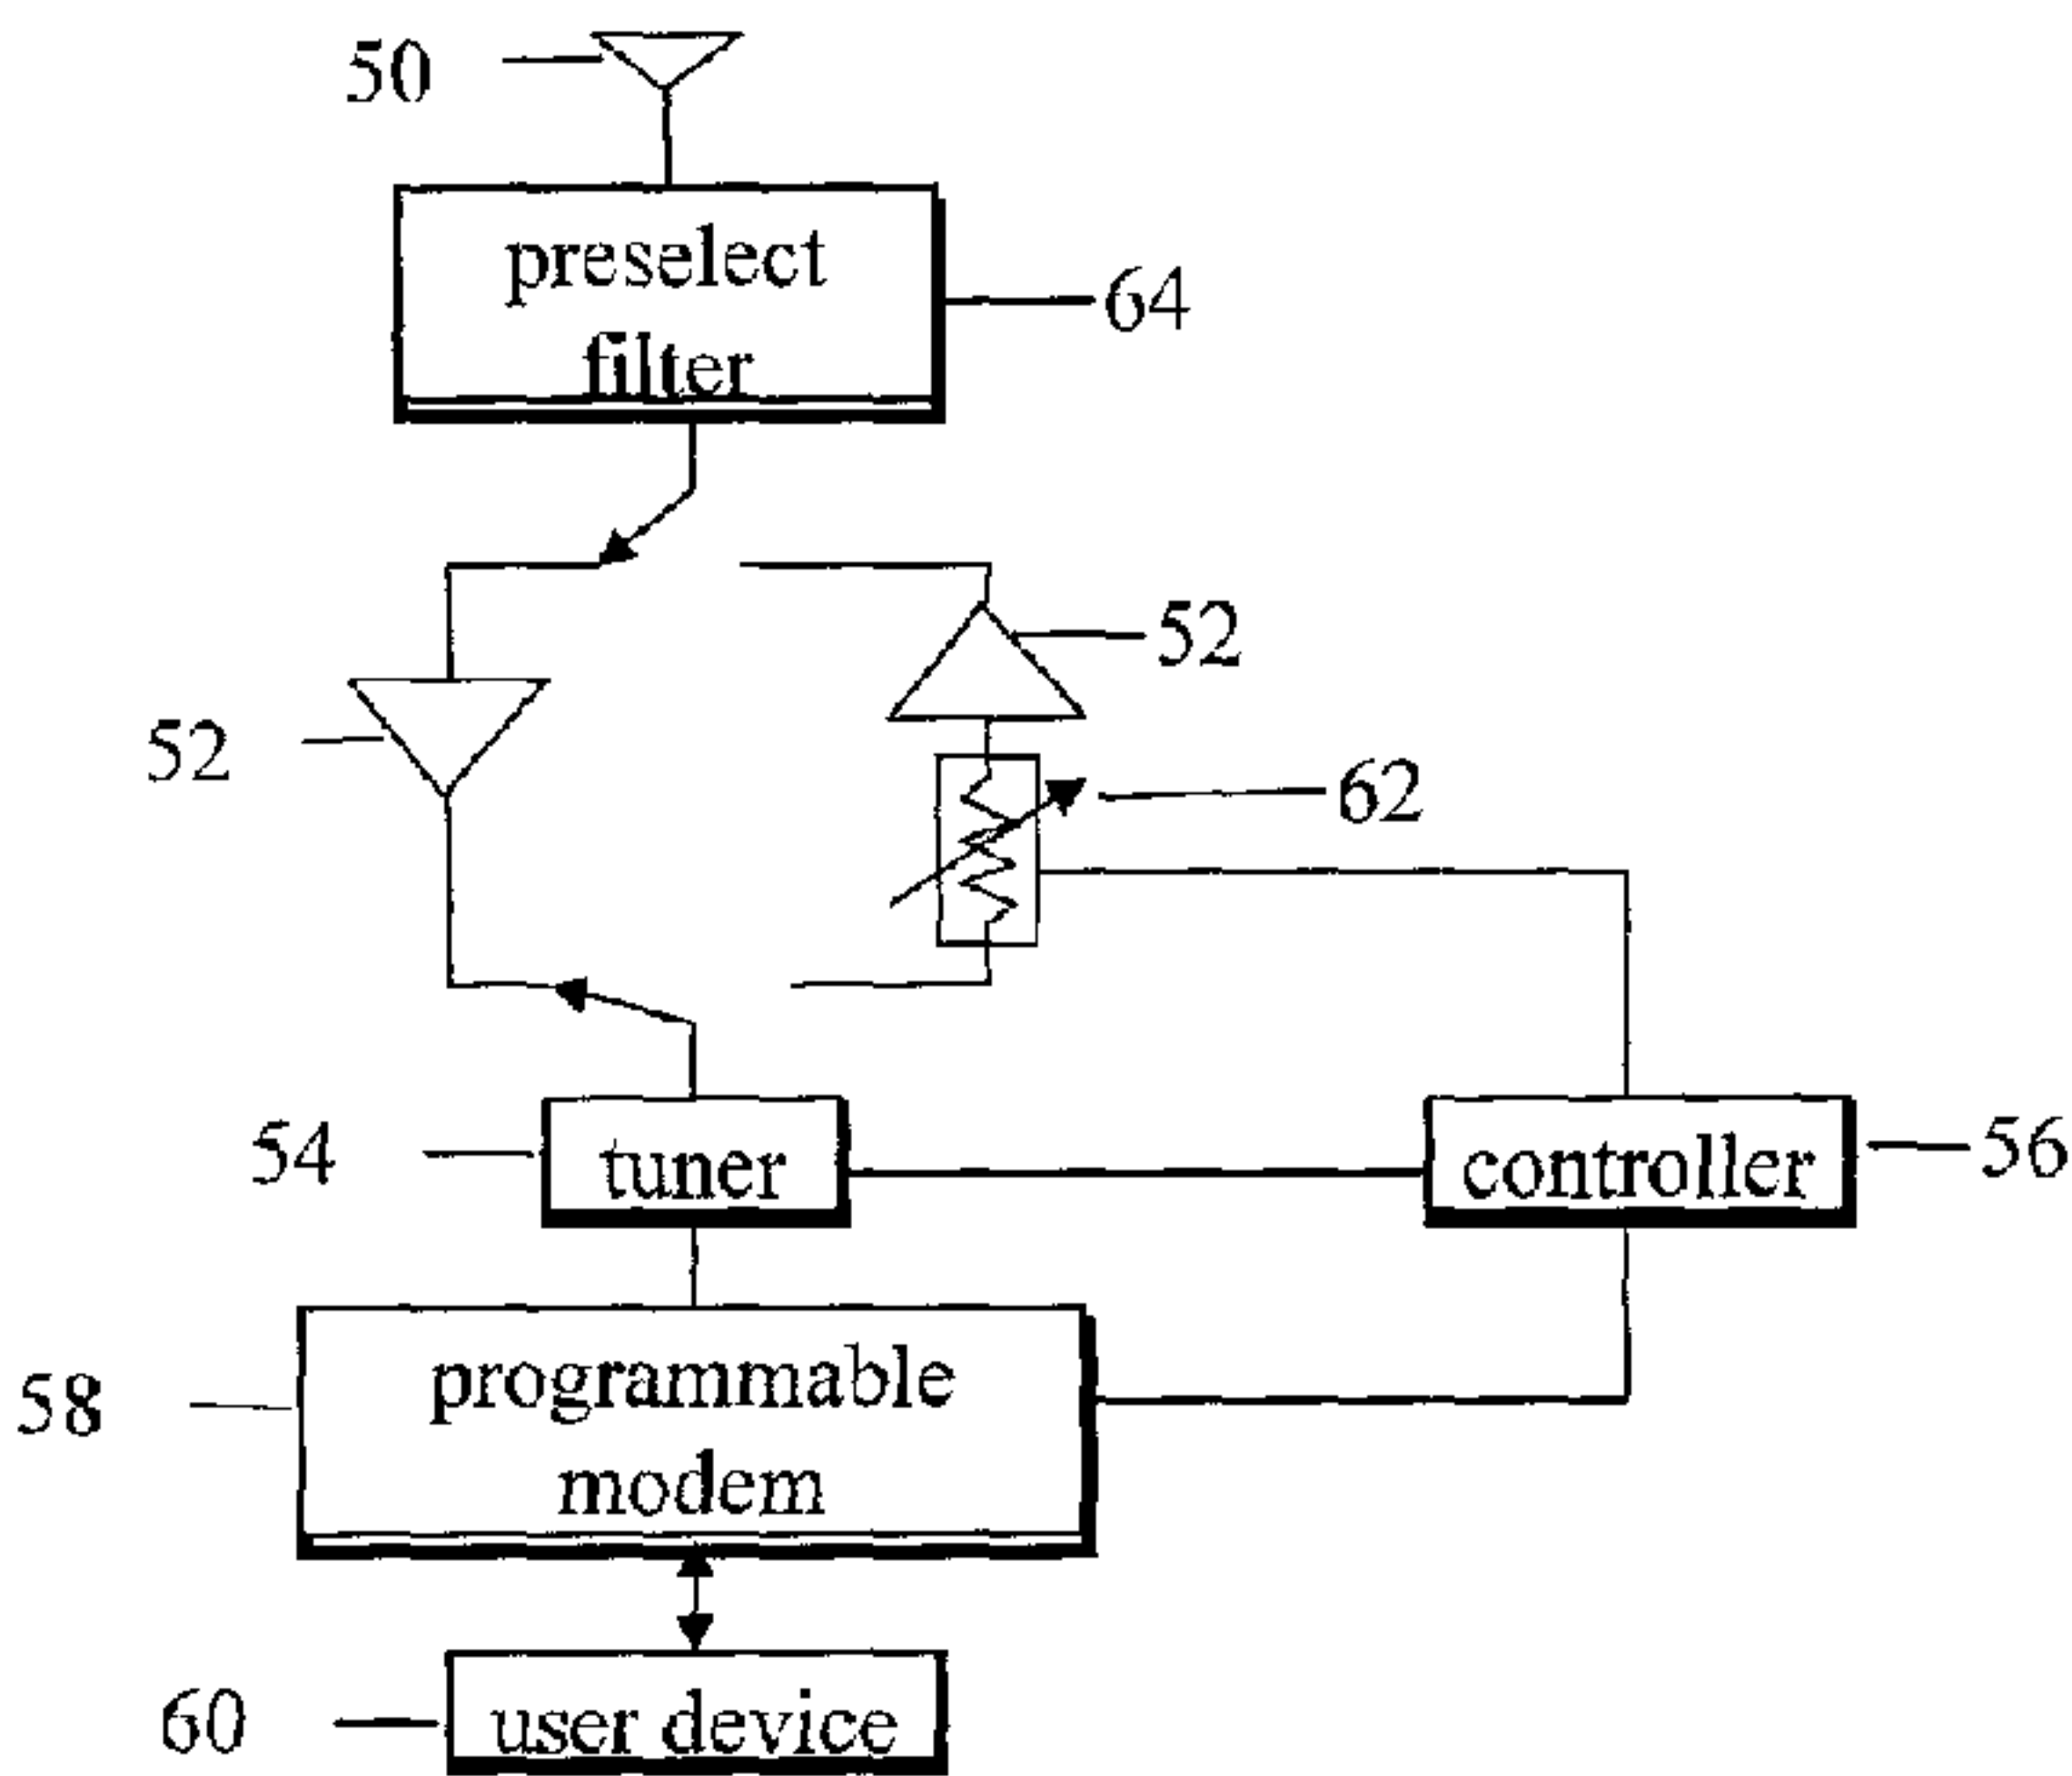 50
preselect
filter
64
52
52
62
54
tuner
controller
56
58
programmable
modem
60
user device